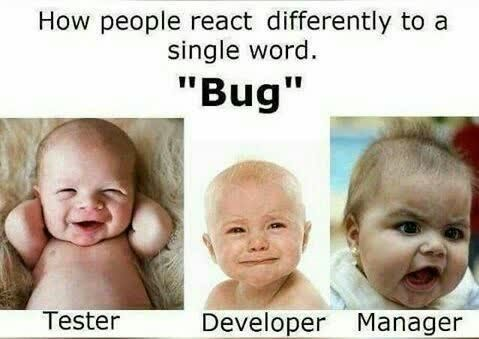 How people react differently to a
single word.
"Bug"
Tester
Developer
Manager